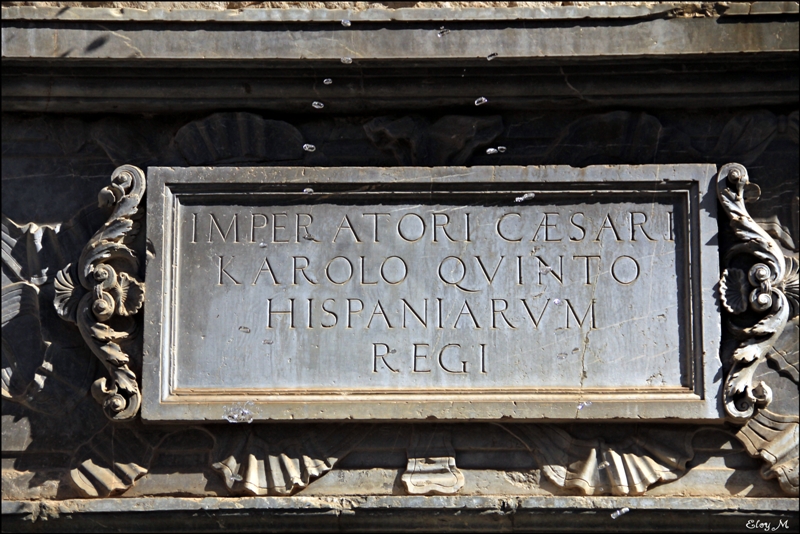 IMPERATORI CÆSARI
KAROLO QVINTO
HISPANIARVM
REGI
Eloy M